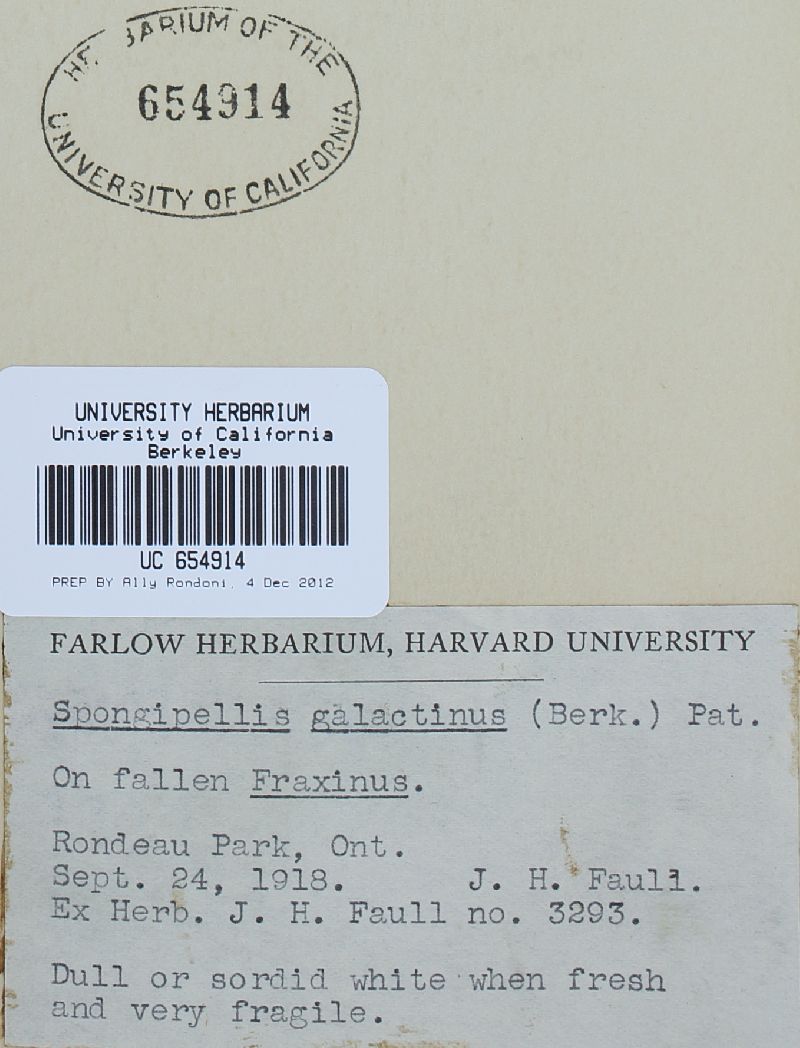 HERBARIUM OF THE
654914
UNIVERSITY OF CALIFORNIA
UNIVERSITY HERBARIUM
University of California
Berkeley
UC 654914
PREP BY Ally Rondoni, 4 Dec 2012
FARLOW HERBARIUM, HARVARD UNIVERSITY
Spongipellis galactinus (Berk.) Pat.
On fallen Fraxinus.
Rondeau Park, Ont.
Sept. 24, 1918. J. H. Faull.
Ex Herb. J. H. Faull no. 3293.
Dull or sordid white when fresh
and very fragile.